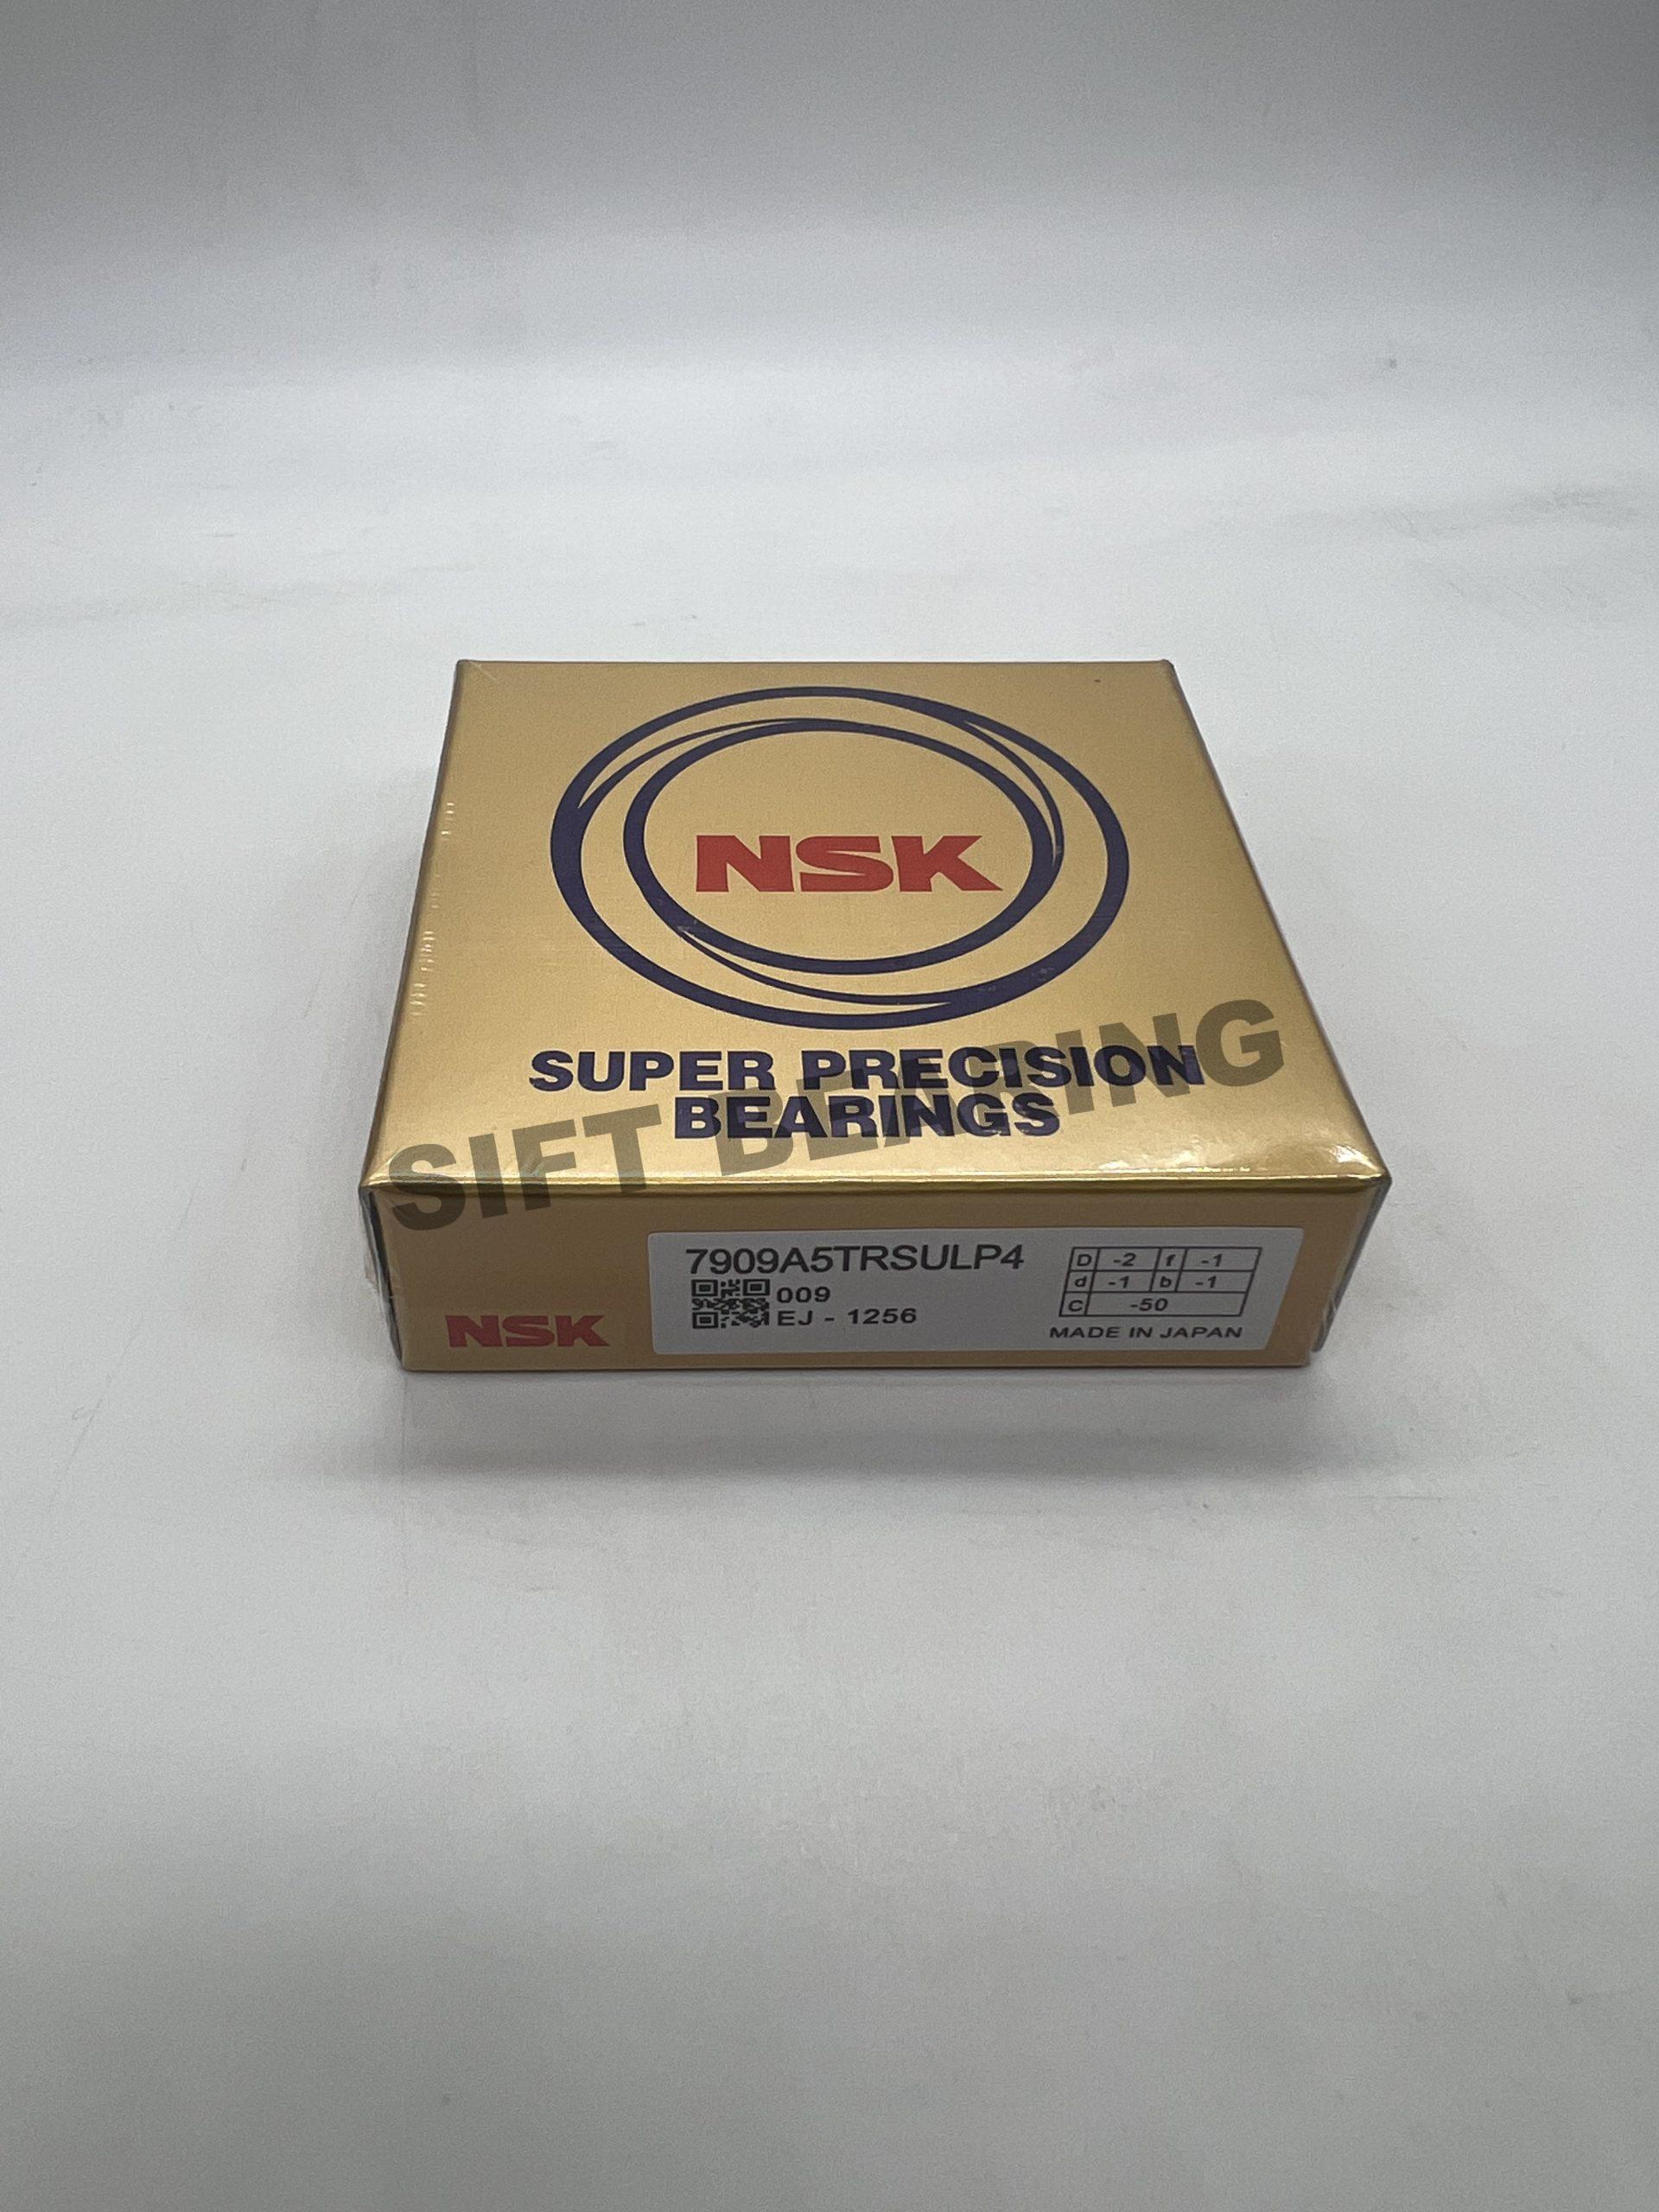 NSK
SUPER PRECISION
BEARINGS
SIFT BEARING
NSK
7909A5TRSULP4
009
EJ - 1256
D -2 f -1
d -1 b -1
C -50
MADE IN JAPAN